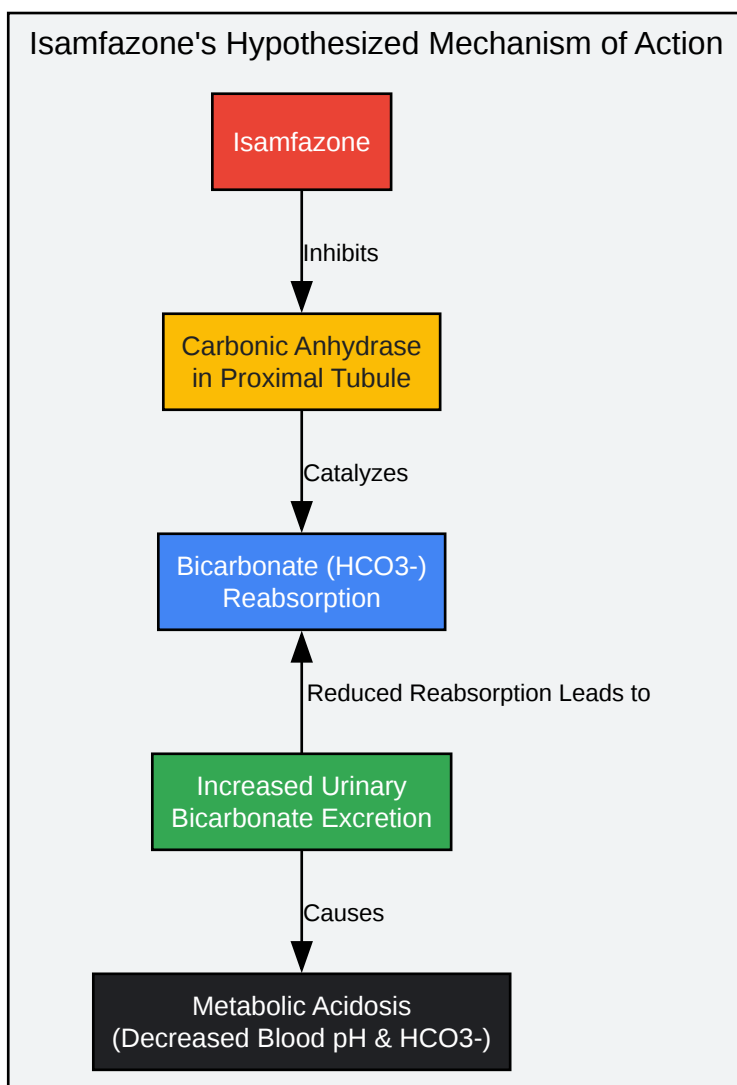 Isamfazone's Hypothesized Mechanism of Action
Isamfazone
Inhibits
Carbonic Anhydrase
in Proximal Tubule
Catalyzes
Bicarbonate (HCO3-)
Reabsorption
Reduced Reabsorption Leads to
Increased Urinary
Bicarbonate Excretion
Causes
Metabolic Acidosis
(Decreased Blood pH & HCO3-)